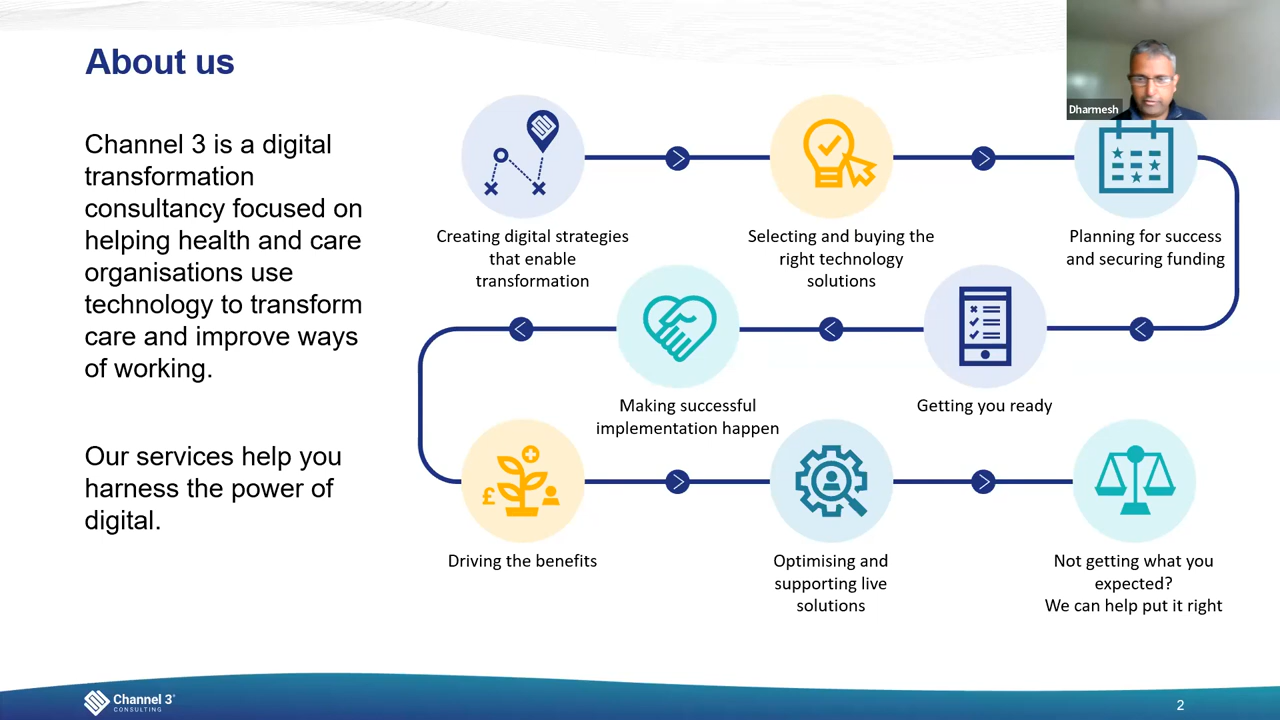 About us
Dharmesh
Channel 3 is a digital
transformation
consultancy focused on
helping health and care
organisations use
technology to transform
care and improve ways
of working.
Our services help you
harness the power of
digital.
Creating digital strategies
that enable
transformation
Selecting and buying the
right technology
solutions
Planning for success
and securing funding
Getting you ready
Making successful
implementation happen
£
Driving the benefits
Optimising and
supporting live
solutions
Not getting what you
expected?
We can help put it right
Channel 3
CONSULTING
2